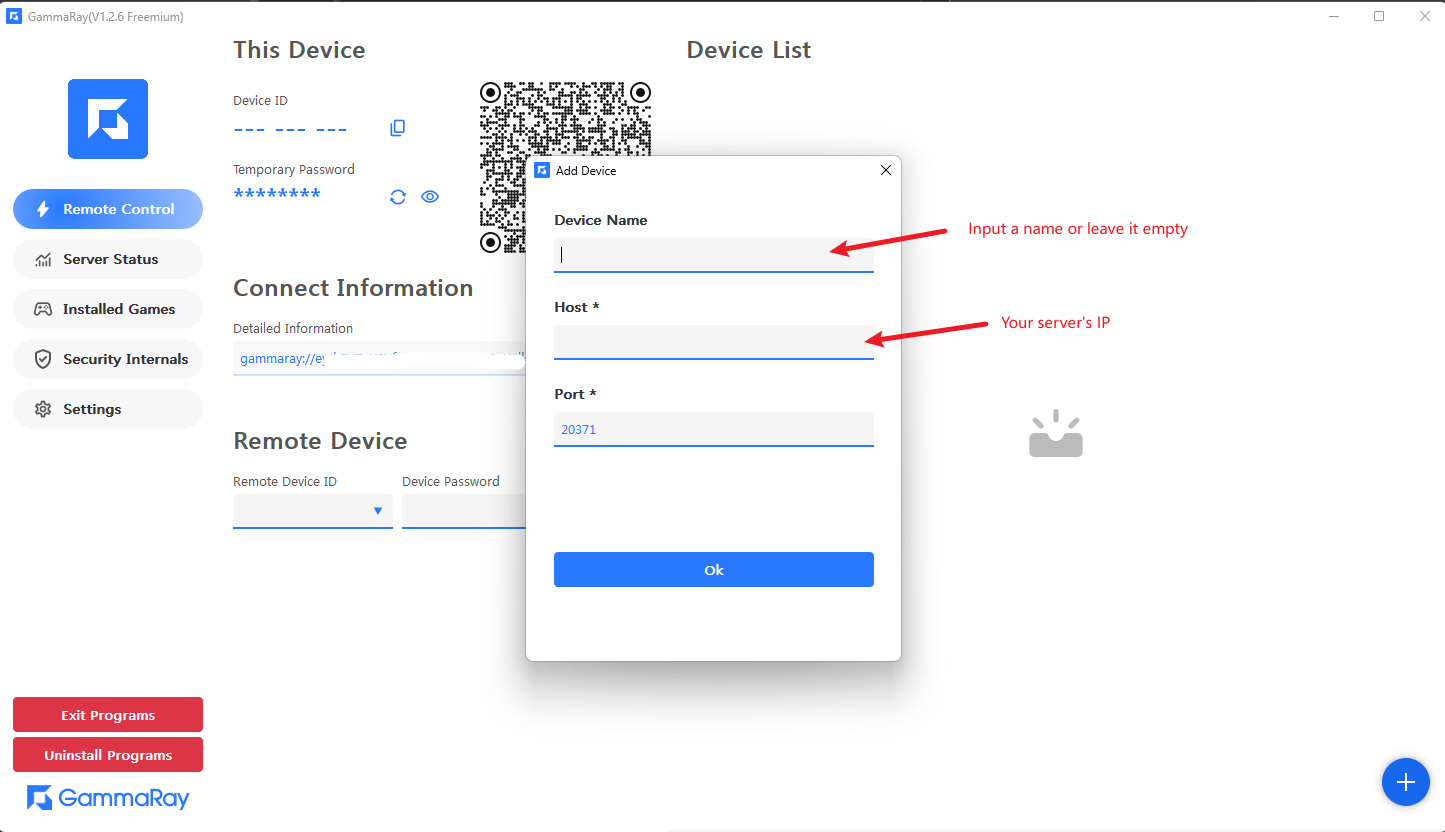 GammaRay(V1.2.6 Freemium)
This Device
Device List
Device ID
--- --- ---
Temporary Password
********
Remote Control
Server Status
Installed Games
Security Internals
Settings
Connect Information
Detailed Information
gammaray://ey
Remote Device
Remote Device ID
Device Password
Add Device
Device Name
Input a name or leave it empty
Host *
Your server's IP
Port *
20371
Ok
Exit Programs
Uninstall Programs
GammaRay